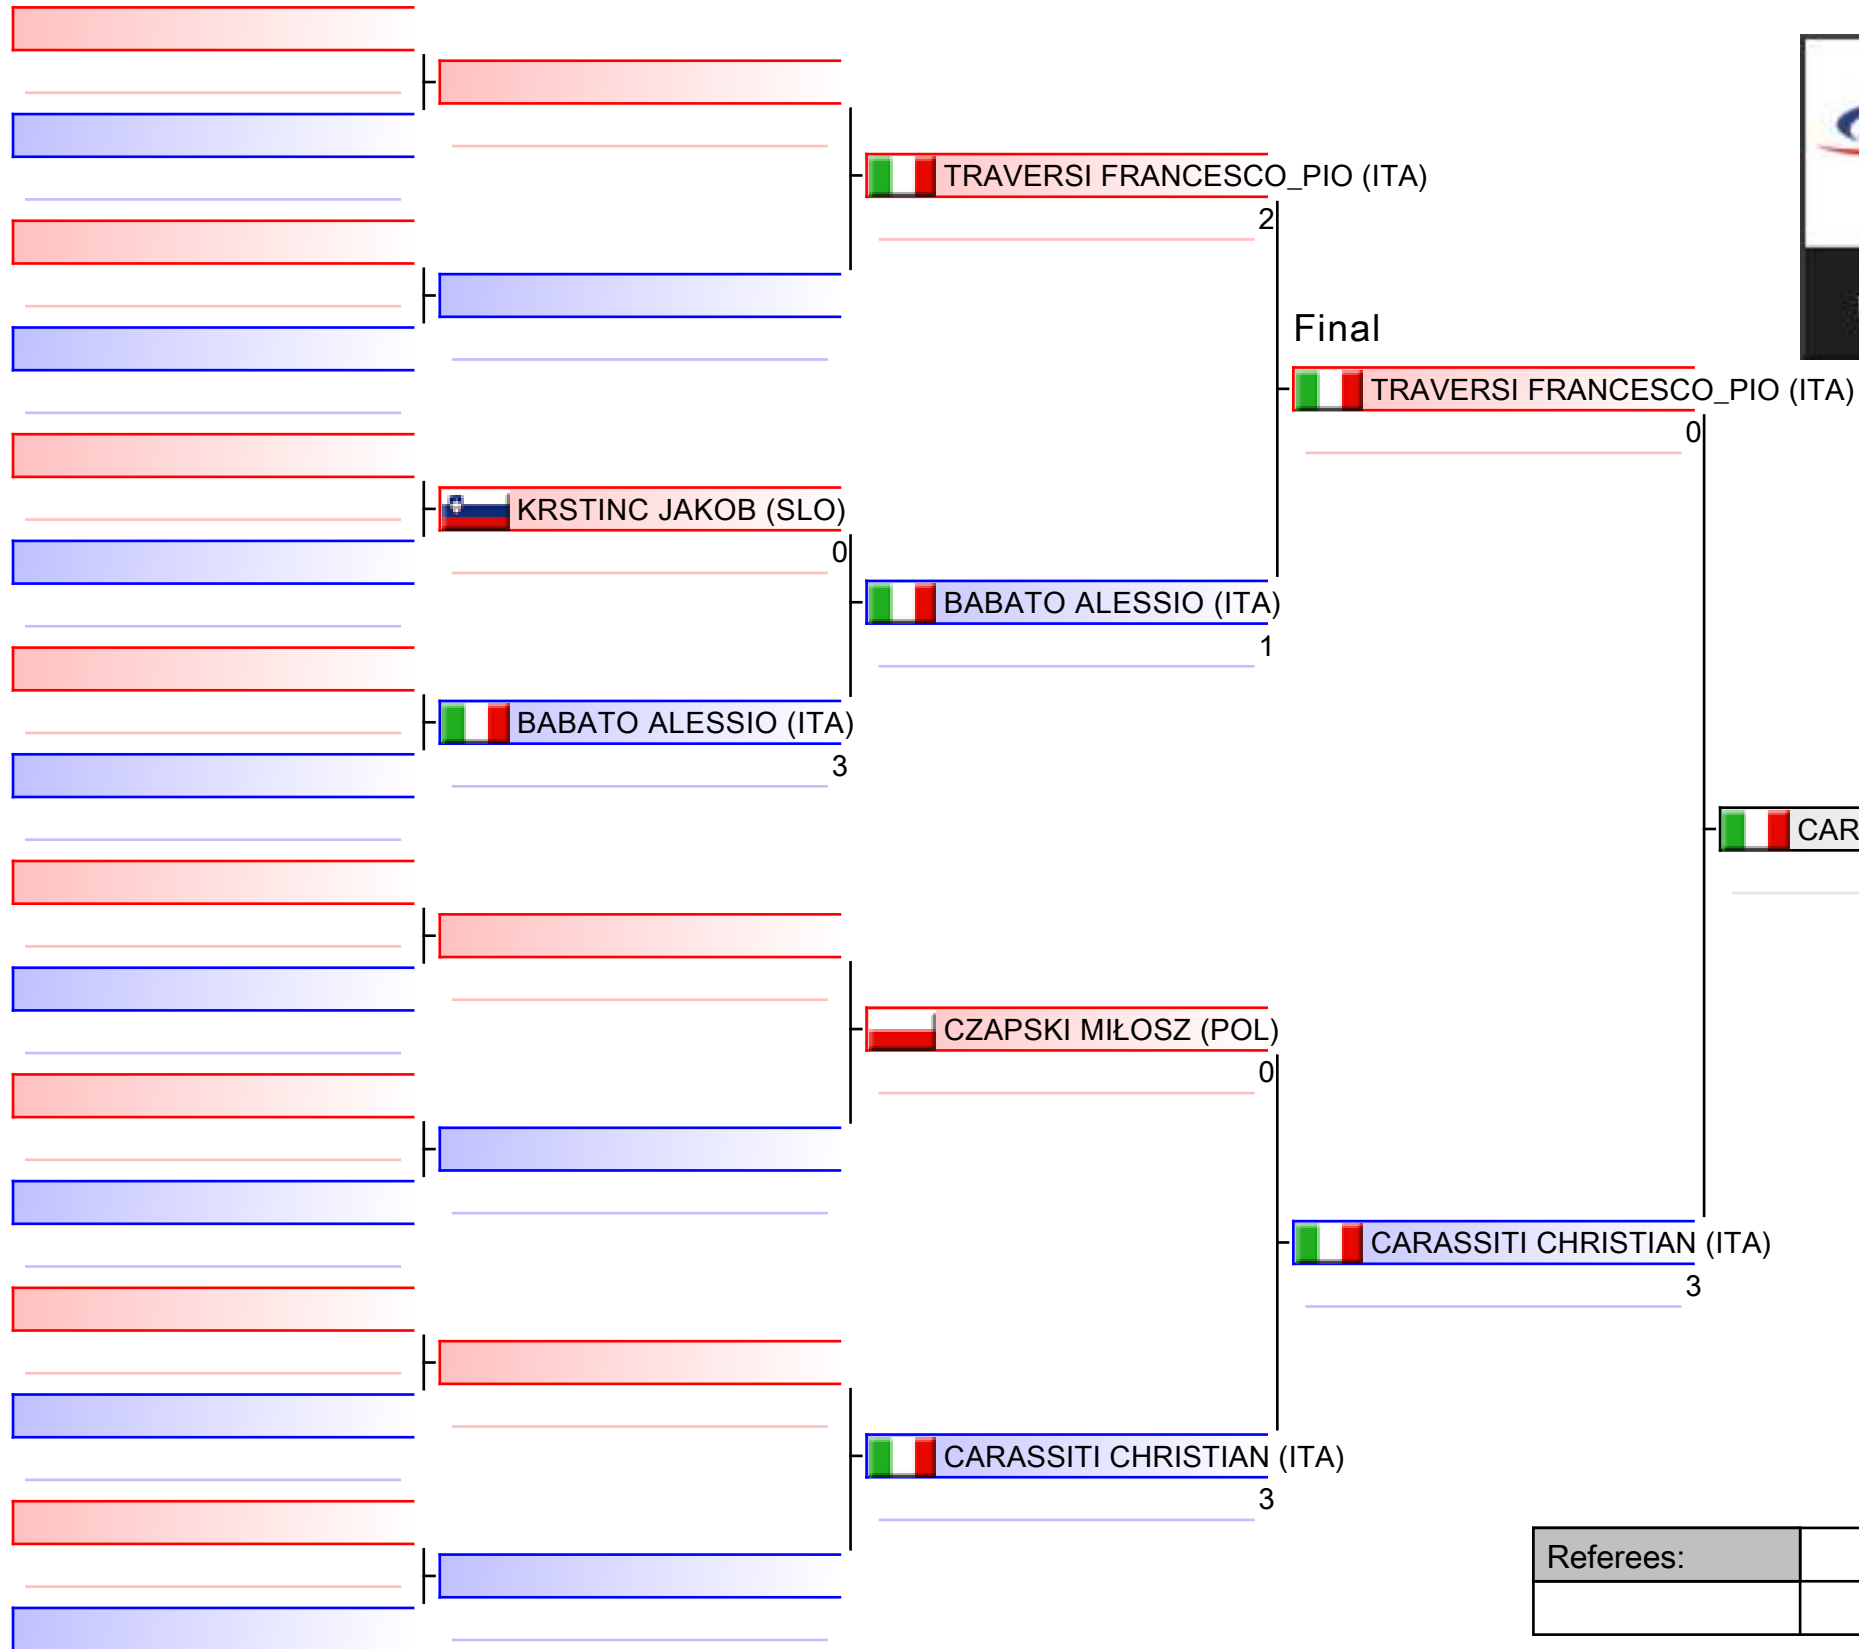 TRAVERSI FRANCESCO_PIO (ITA)
2
Final
TRAVERSI FRANCESCO_PIO (ITA)
0
KRSTINC JAKOB (SLO)
0
BABATO ALESSIO (ITA)
1
BABATO ALESSIO (ITA)
3
CAR
CZAPSKI MIŁOSZ (POL)
0
CARASSITI CHRISTIAN (ITA)
3
CARASSITI CHRISTIAN (ITA)
3
Referees: